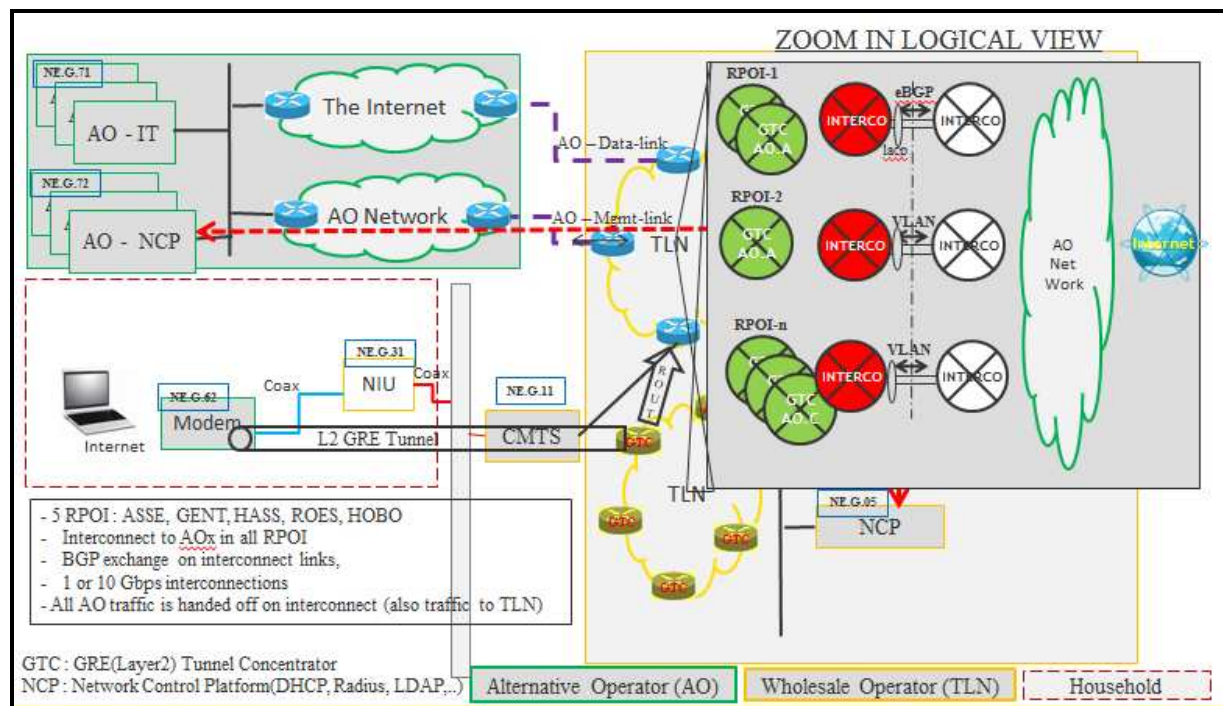 ZOOM IN LOGICAL VIEW
NE.G.71
AO - IT
The Internet
AO – Data-link
NE.G.72
AO - NCP
AO Network
AO – Mgmt-link
TLN
RPOI-1
GTC
AO..A
INTERCO
eBGP
lacp
INTERCO
RPOI-2
GTC
AO..A
INTERCO
VLAN
INTERCO
RPOI-n
GTC
AO..C
INTERCO
VLAN
INTERCO
AO
Net
Work
Internet
NE.G.31
NIU
Coax
Coax
NE.G.62
Modem
Internet
L2 GRE Tunnel
NE.G.11
CMTS
ROUT
GTC
GTC
GTC
GTC
TLN
NE.G.05
NCP
- 5 RPOI : ASSE, GENT, HASS, ROES, HOBO
- Interconnect to AOx in all RPOI
- BGP exchange on interconnect links,
- 1 or 10 Gbps interconnections
- All AO traffic is handed off on interconnect (also traffic to TLN)
GTC : GRE(Layer2) Tunnel Concentrator
NCP : Network Control Platform(DHCP, Radius, LDAP,..)
Alternative Operator (AO)
Wholesale Operator (TLN)
Household